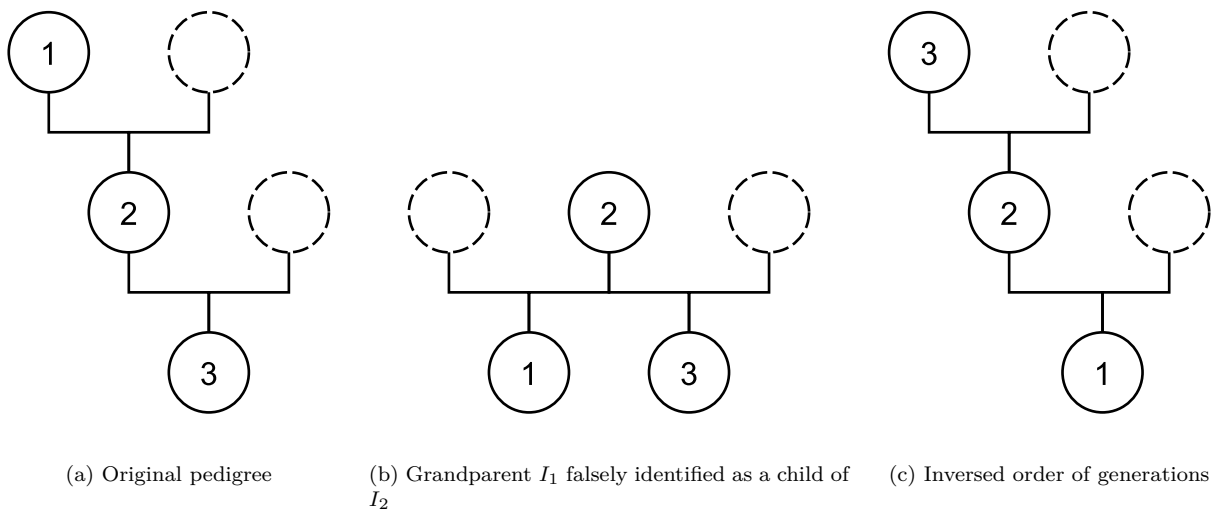 1
3
2
2
2
3
1
3
1
(a) Original pedigree
(b) Grandparent I₁ falsely identified as a child of
I₂
(c) Inversed order of generations